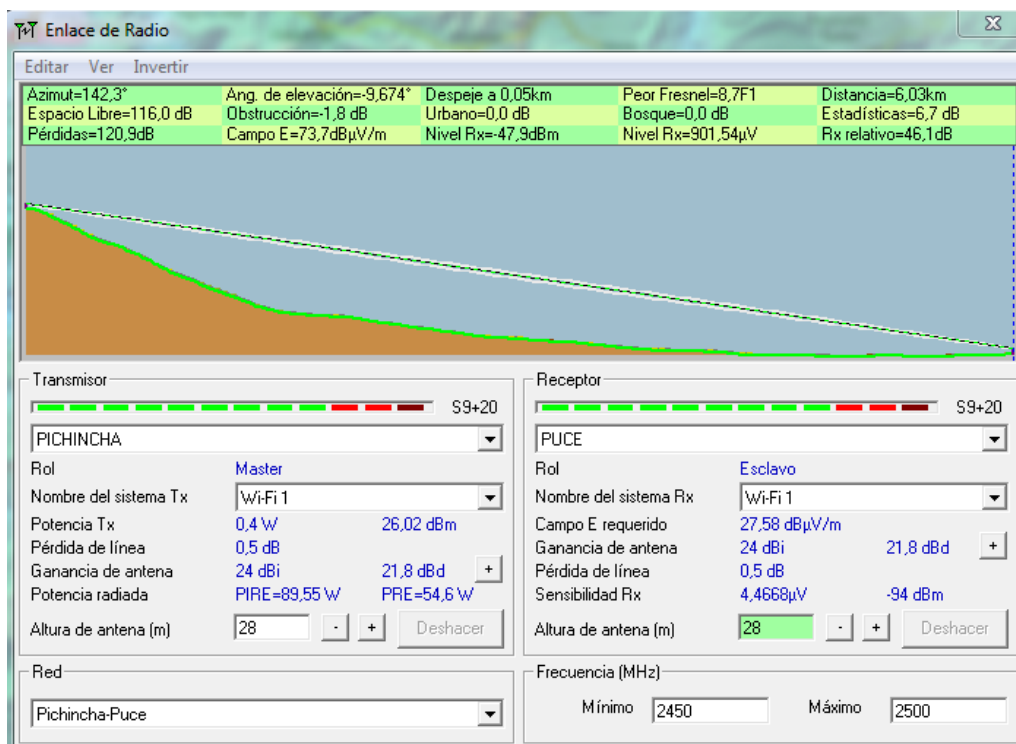 Enlace de Radio
Editar Ver Invertir
Azimut=142,3° Ang. de elevación=-9,674° Despeje a 0,05km Peor Fresnel=8,7F1 Distancia=6,03km
Espacio Libre=116,0 dB Obstrucción=-1,8 dB Urbano=0,0 dB Bosque=0,0 dB Estadísticas=6,7 dB
Pérdidas=120,9dB Campo E=73,7dBµV/m Nivel Rx=-47,9dBm Nivel Rx=901,54µV Rx relativo=46,1dB
Transmisor
S9+20
PICHINCHA
Rol Master
Nombre del sistema Tx Wi-Fi 1
Potencia Tx 0,4 W 26,02 dBm
Pérdida de línea 0,5 dB
Ganancia de antena 24 dBi 21,8 dBd +
Potencia radiada PIRE=89,55 W PRE=54,6 W
Altura de antena (m) 28 - + Deshacer
Receptor
S9+20
PUCE
Rol Esclavo
Nombre del sistema Rx Wi-Fi 1
Campo E requerido 27,58 dBµV/m
Ganancia de antena 24 dBi 21,8 dBd +
Pérdida de línea 0,5 dB
Sensibilidad Rx 4,4668µV -94 dBm
Altura de antena (m) 28 - + Deshacer
Red
Pichincha-Puce
Frecuencia (MHz)
Mínimo 2450 Máximo 2500